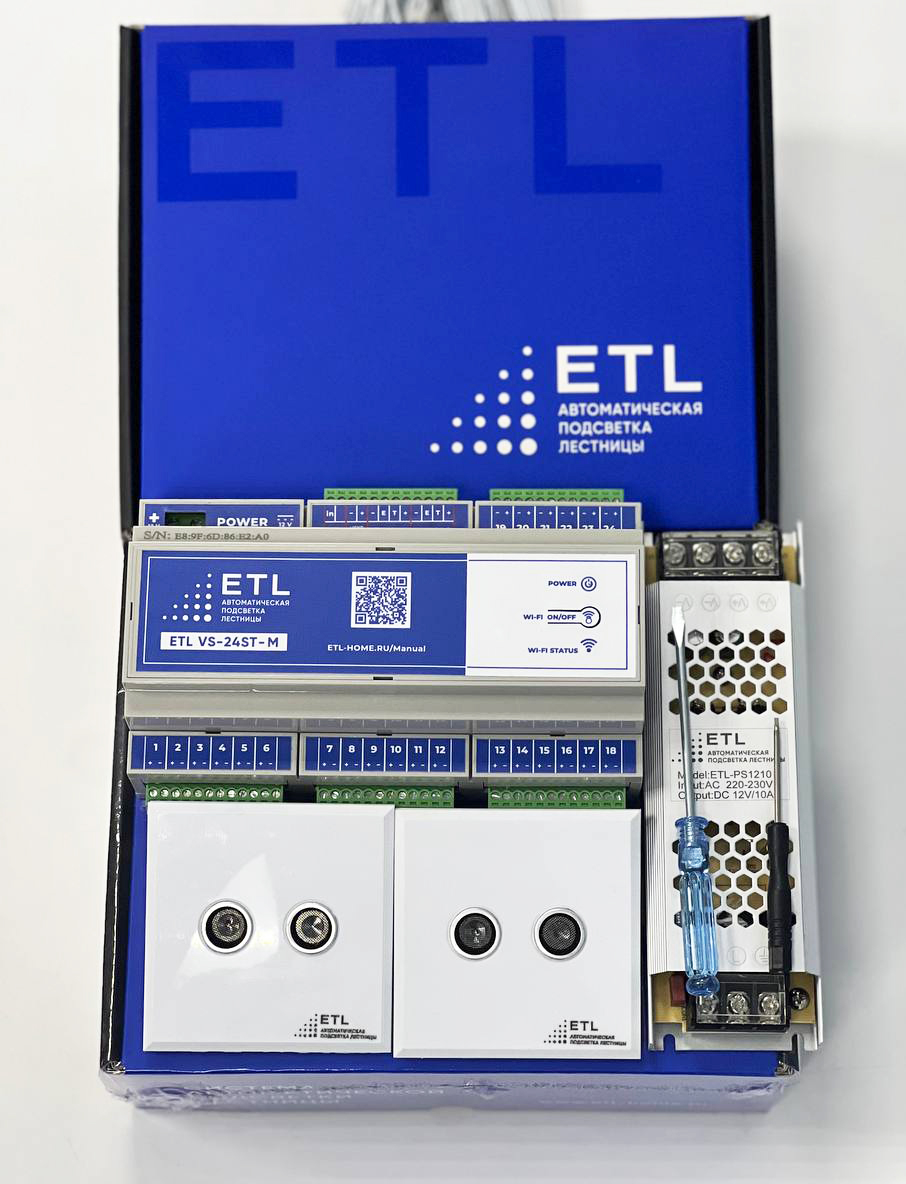 ETL
ETL
АВТОМАТИЧЕСКАЯ
ПОДСВЕТКА
ЛЕСТНИЦЫ
+ POWER 12 V
In - + - E T + - E T +
19 20 21 22 23 24
S/N: E8:9F:6D:86:E2:A0
ETL
АВТОМАТИЧЕСКАЯ
ПОДСВЕТКА
ЛЕСТНИЦЫ
ETL VS-24ST-M
ETL-HOME.RU/Manual
POWER
WI-FI ON/OFF
WI-FI STATUS
1 2 3 4 5 6
+ - + - + - + - + - + -
7 8 9 10 11 12
+ - + - + - + - + - + -
13 14 15 16 17 18
+ - + - + - + - + - + -
V- V- V+ V+
ETL
АВТОМАТИЧЕСКАЯ
ПОДСВЕТКА ЛЕСТНИЦЫ
Model:ETL-PS1210
Input:AC 220-230V
Output:DC 12V/10A
L
ETL
АВТОМАТИЧЕСКАЯ
ПОДСВЕТКА ЛЕСТНИЦЫ
ETL
АВТОМАТИЧЕСКАЯ
ПОДСВЕТКА ЛЕСТНИЦЫ